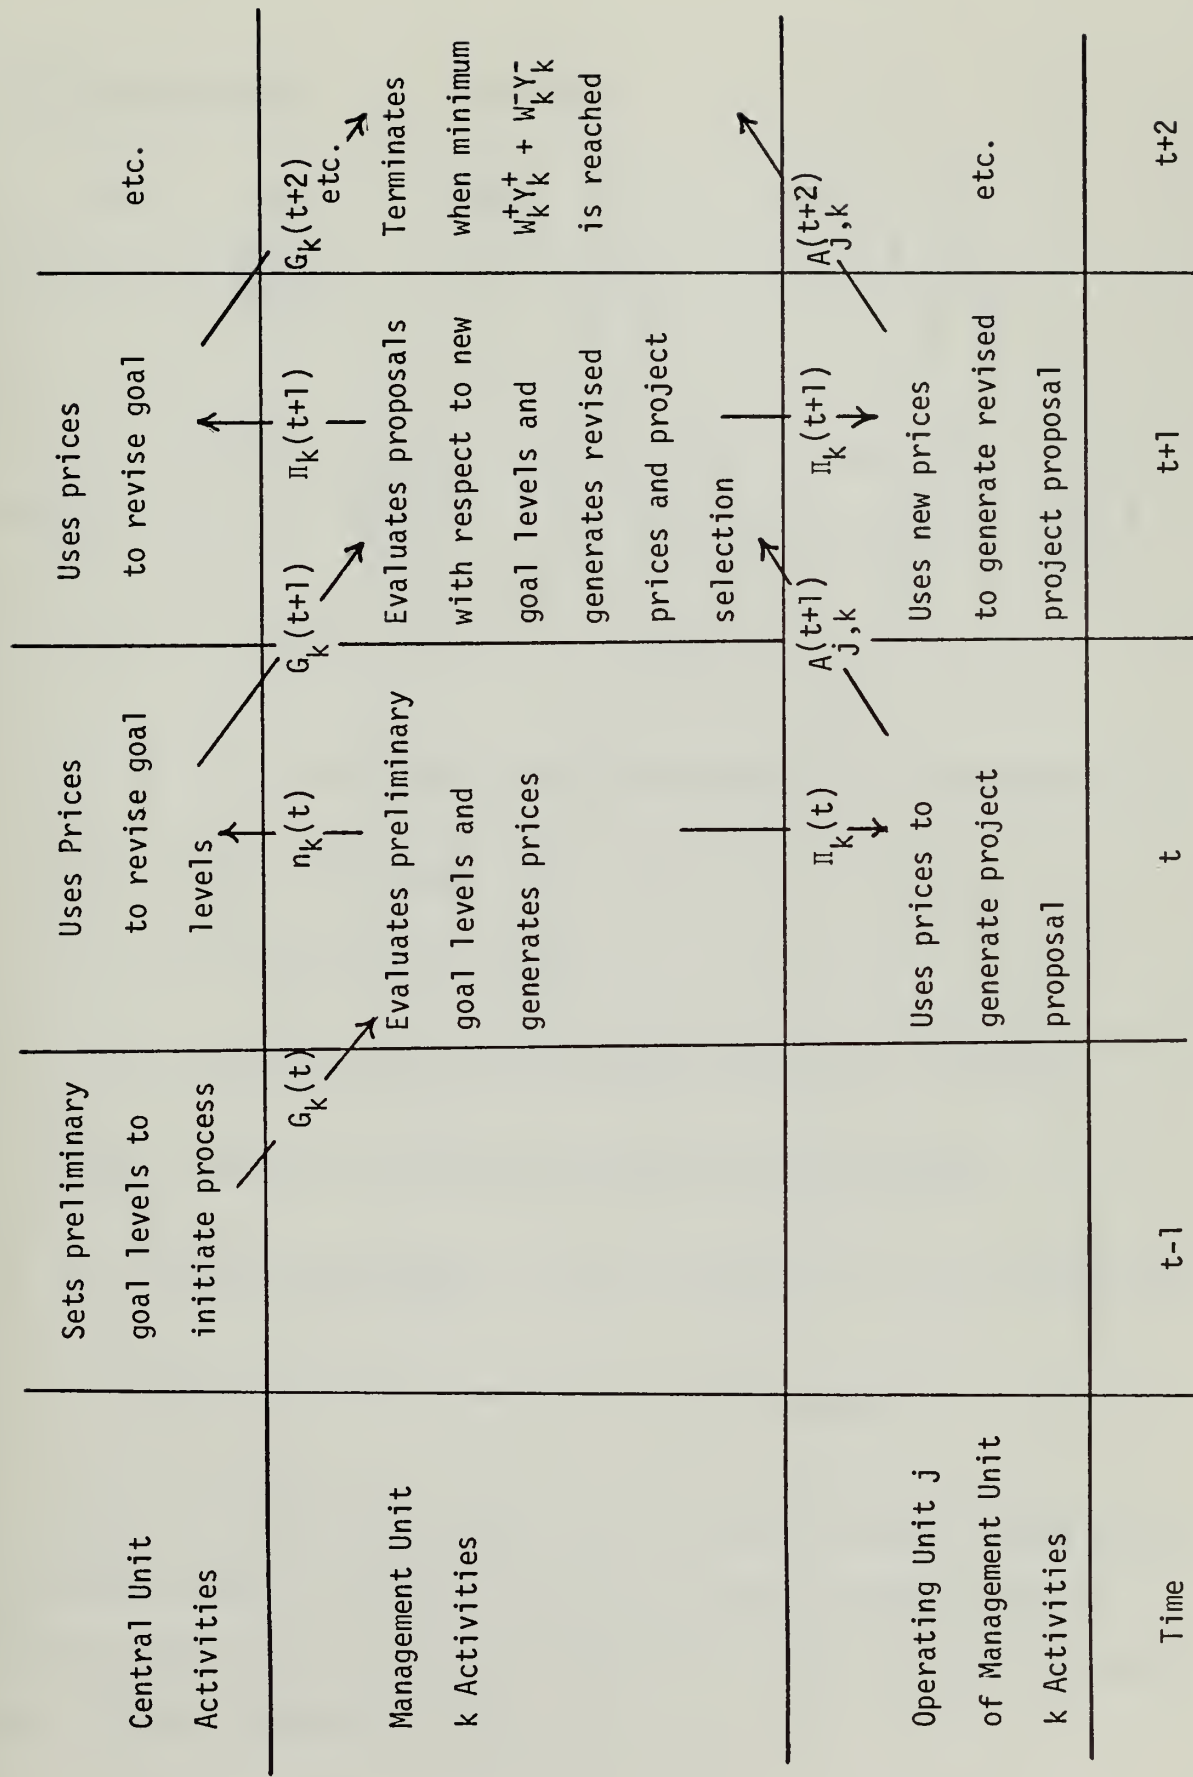 Central Unit
Activities
Sets preliminary
goal levels to
initiate process
Uses Prices
to revise goal
levels
Uses prices
to revise goal
etc.
G_k(t)
n_k(t)
G_k(t+1)
Π_k(t+1)
G_k(t+2)
etc.
Management Unit
k Activities
Evaluates preliminary
goal levels and
generates prices
Evaluates proposals
with respect to new
goal levels and
generates revised
prices and project
selection
Terminates
when minimum
W_k^+Y_k^+ + W_k^-Y_k^-
is reached
Π_k(t)
A_{j,k}^{(t+1)}
Π_k(t+1)
A_{j,k}^{(t+2)}
Operating Unit j
of Management Unit
k Activities
Uses prices to
generate project
proposal
Uses new prices
to generate revised
project proposal
etc.
Time
t-1
t
t+1
t+2